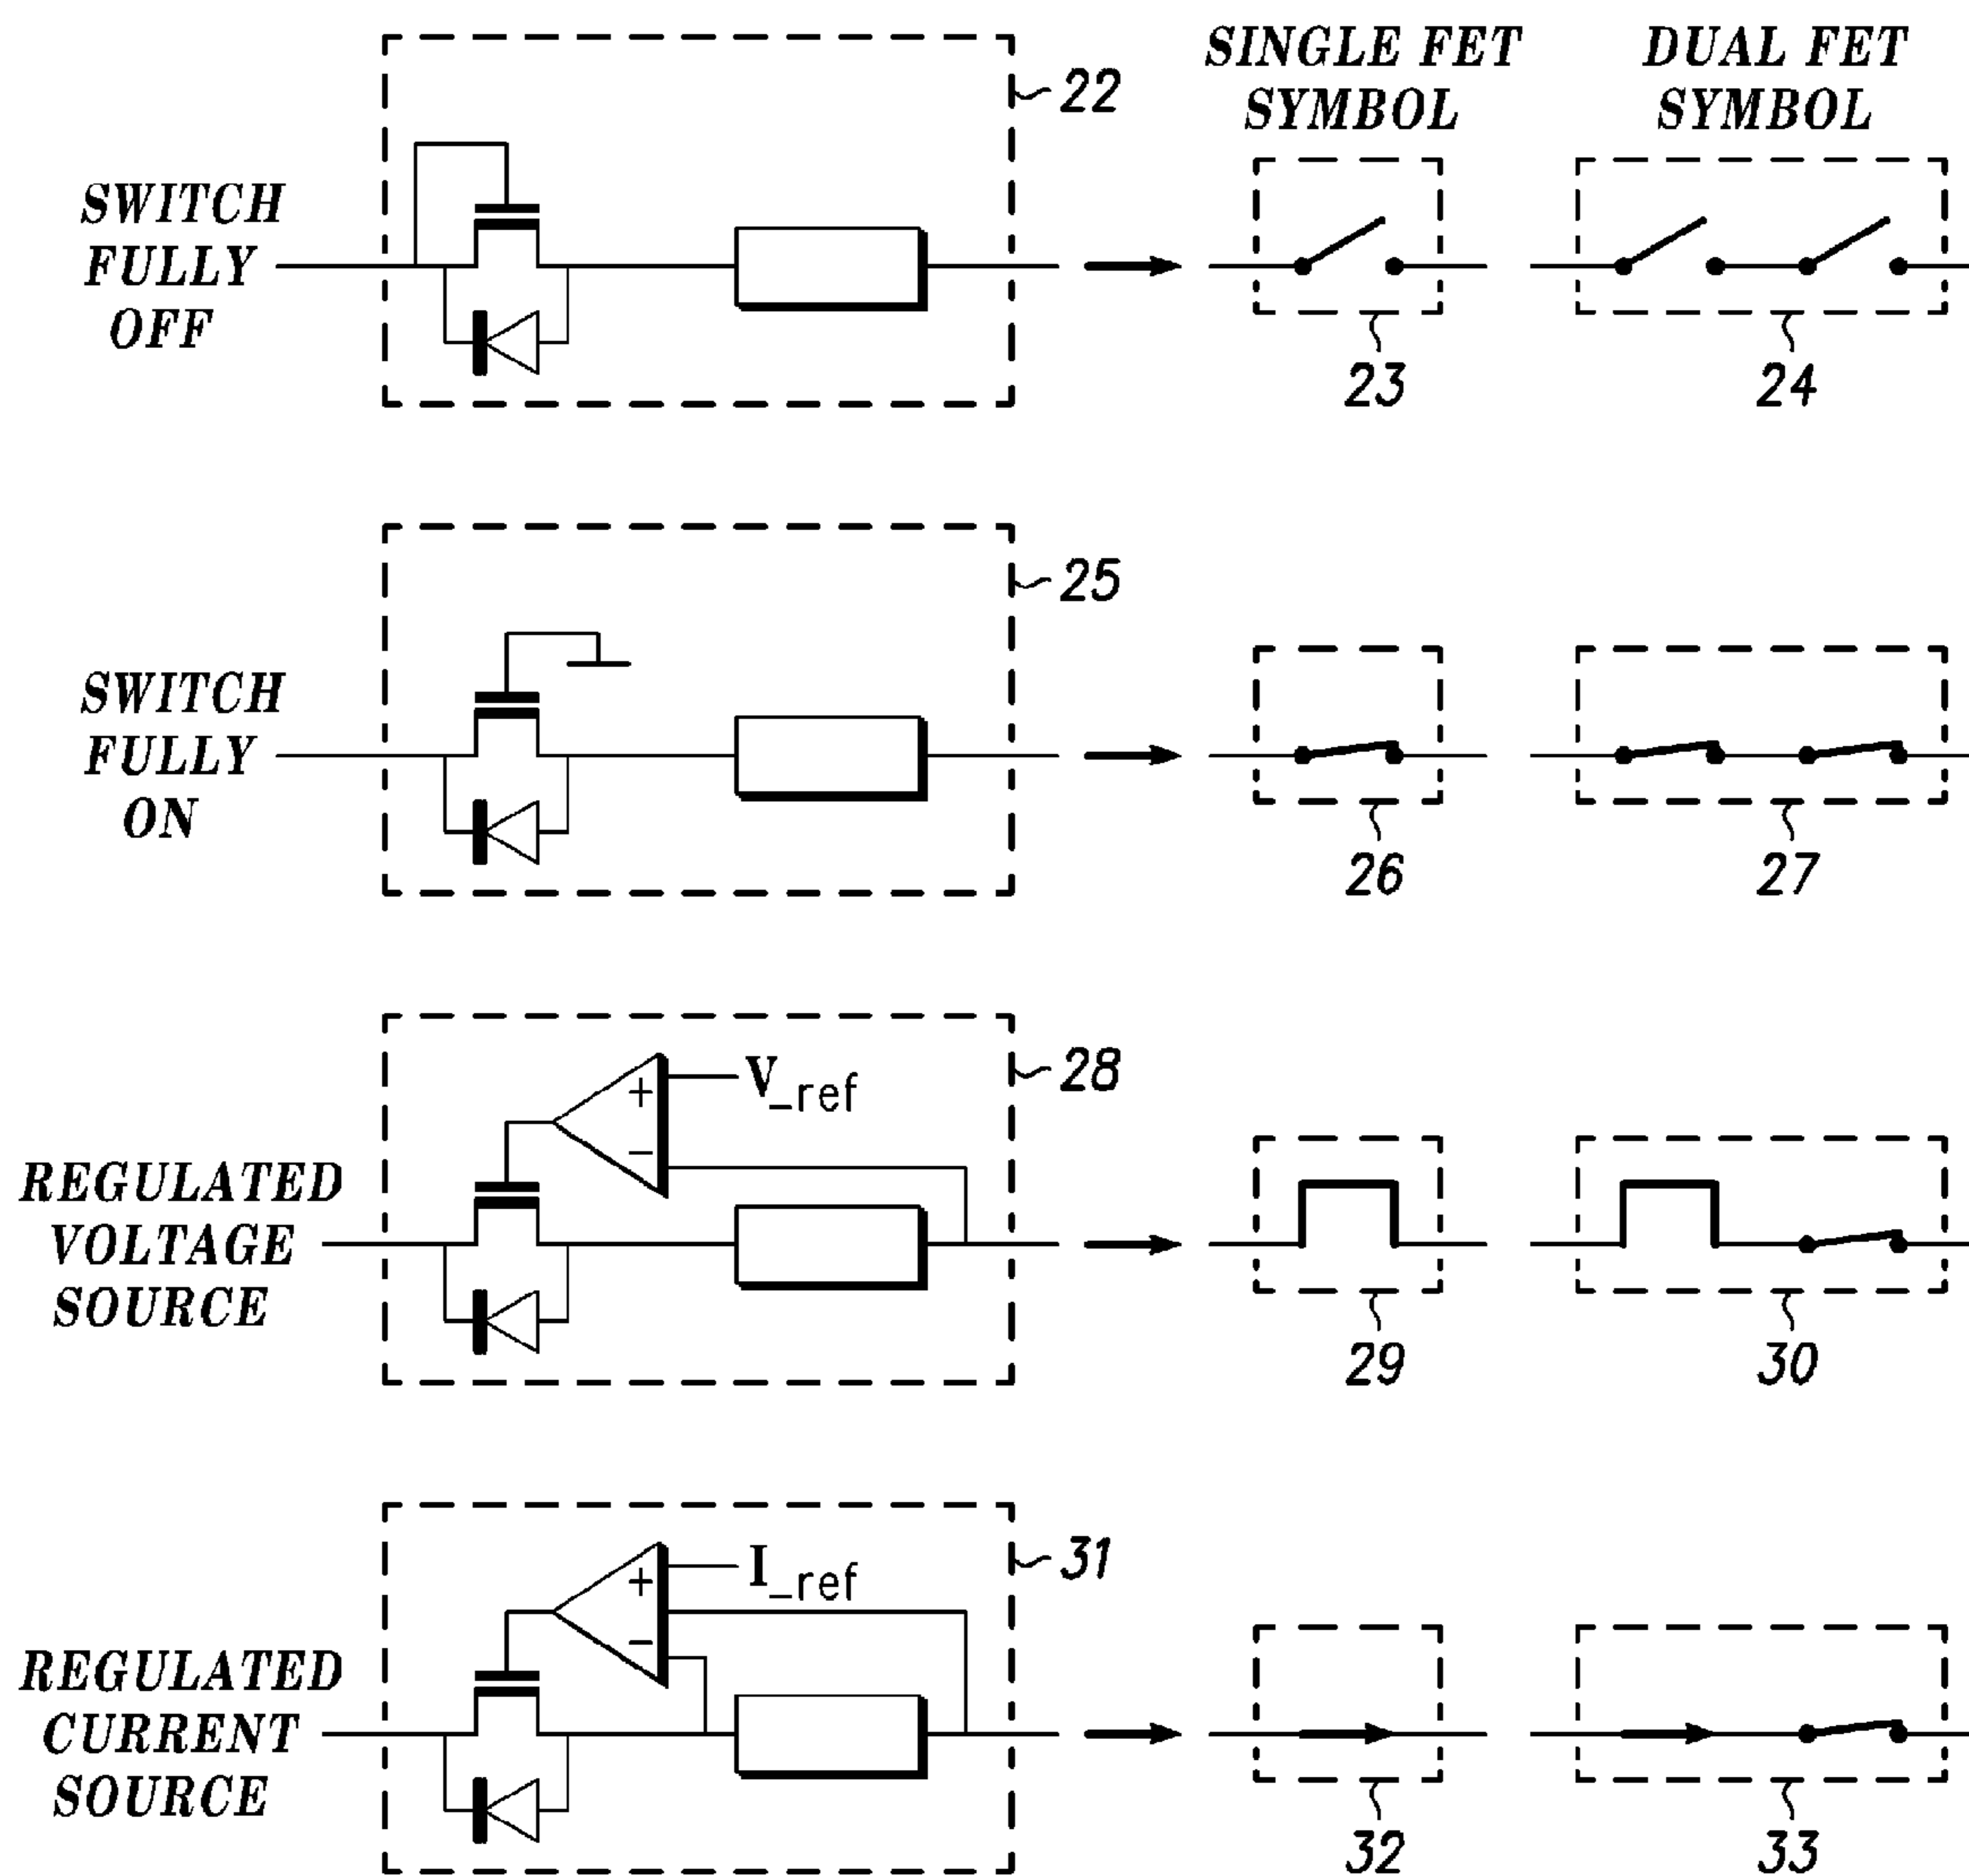 SINGLE FET
SYMBOL
DUAL FET
SYMBOL
SWITCH
FULLY
OFF
22
23
24
SWITCH
FULLY
ON
25
26
27
REGULATED
VOLTAGE
SOURCE
+
V_ref
−
28
29
30
REGULATED
CURRENT
SOURCE
+
I_ref
−
31
32
33